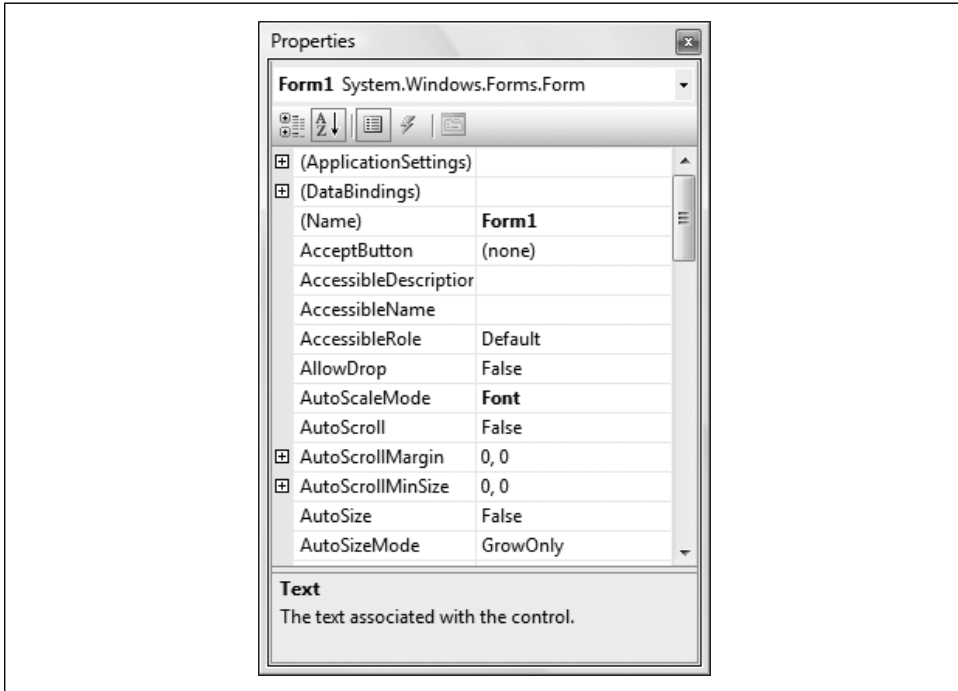 Properties
Form1 System.Windows.Forms.Form
A
Z
(ApplicationSettings)
(DataBindings)
(Name) Form1
AcceptButton (none)
AccessibleDescription
AccessibleName
AccessibleRole Default
AllowDrop False
AutoScaleMode Font
AutoScroll False
AutoScrollMargin 0, 0
AutoScrollMinSize 0, 0
AutoSize False
AutoSizeMode GrowOnly
Text
The text associated with the control.